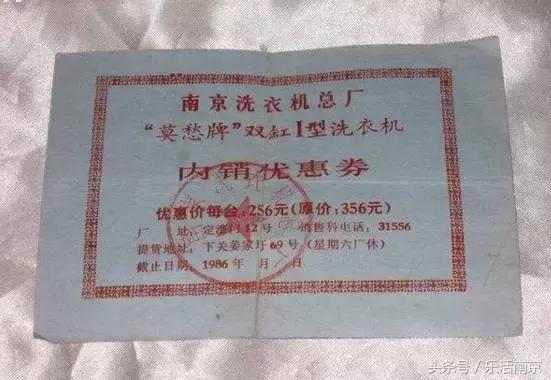 南京洗衣机总厂
“莫愁牌”双缸I型洗衣机
内销优惠券
优惠价每台:256元(原价:356元)
厂 址:定淮门12号 销售科电话:31556
提货地址:下关姜家圩69号(星期六厂休)
截止日期:1986年 月 日
头条号/乐活南京